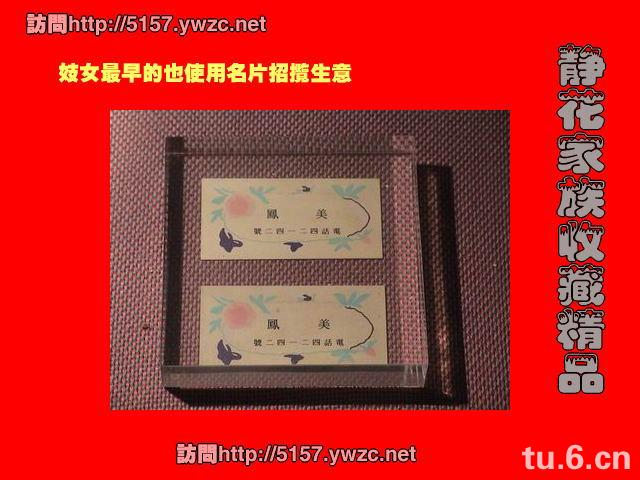 訪問http://5157.ywzc.net
妓女最早的也使用名片招攬生意
靜花家族收藏精品
鳳 美
號二四一二四話電
鳳 美
號二四一二四話電
訪問http://5157.ywzc.net
tu.6.cn